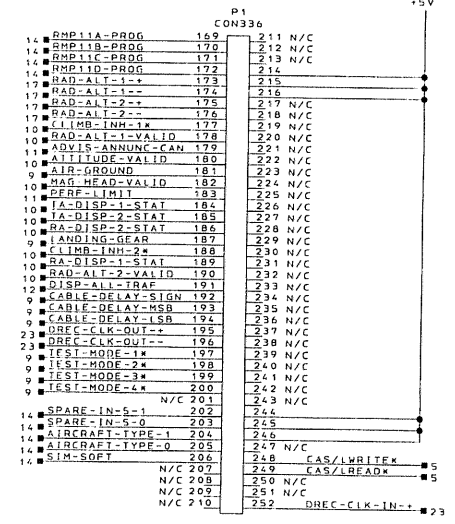 +5V
P1
CON336
14 RMP11A-PROG 169 211 N/C
14 RMP11B-PROG 170 212 N/C
14 RMP11C-PROG 171 213 N/C
14 RMP11D-PROG 172 214
17 RAD-ALT-1-+ 173 215
17 RAD-ALT-1-- 174 216
17 RAD-ALT-2-+ 175 217 N/C
17 RAD-ALT-2-- 176 218 N/C
10 CLIMB-INH-1* 177 219 N/C
10 RAD-ALT-1-VALID 178 220 N/C
11 ADVIS-ANNUNC-CAN 179 221 N/C
10 ATTITUDE-VALID 180 222 N/C
9 AIR-GROUND 181 223 N/C
10 MAG-HEAD-VALID 182 224 N/C
11 PERF-LIMIT 183 225 N/C
10 TA-DISP-1-STAT 184 226 N/C
10 TA-DISP-2-STAT 185 227 N/C
10 RA-DISP-2-STAT 186 228 N/C
9 LANDING-GEAR 187 229 N/C
10 CLIMB-INH-2* 188 230 N/C
10 RA-DISP-1-STAT 189 231 N/C
10 RAD-ALT-2-VALID 190 232 N/C
12 DISP-ALL-TRAF 191 233 N/C
9 CABLE-DELAY-SIGN 192 234 N/C
9 CABLE-DELAY-MSB 193 235 N/C
9 CABLE-DELAY-LSB 194 236 N/C
23 DREC-CLK-OUT-+ 195 237 N/C
23 DREC-CLK-OUT-- 196 238 N/C
9 TEST-MODE-1* 197 239 N/C
9 TEST-MODE-2* 198 240 N/C
9 TEST-MODE-3* 199 241 N/C
9 TEST-MODE-4* 200 242 N/C
N/C 201 243 N/C
14 SPARE-IN-5-1 202 244
14 SPARE-IN-5-0 203 245
14 AIRCRAFT-TYPE-1 204 246
14 AIRCRAFT-TYPE-0 205 247 N/C
14 SIM-SOFT 206 248 CAS/LWRITE* 5
N/C 207 249 CAS/LREAD* 5
N/C 208 250 N/C
N/C 209 251 N/C
N/C 210 252 DREC-CLK-IN-+ 23